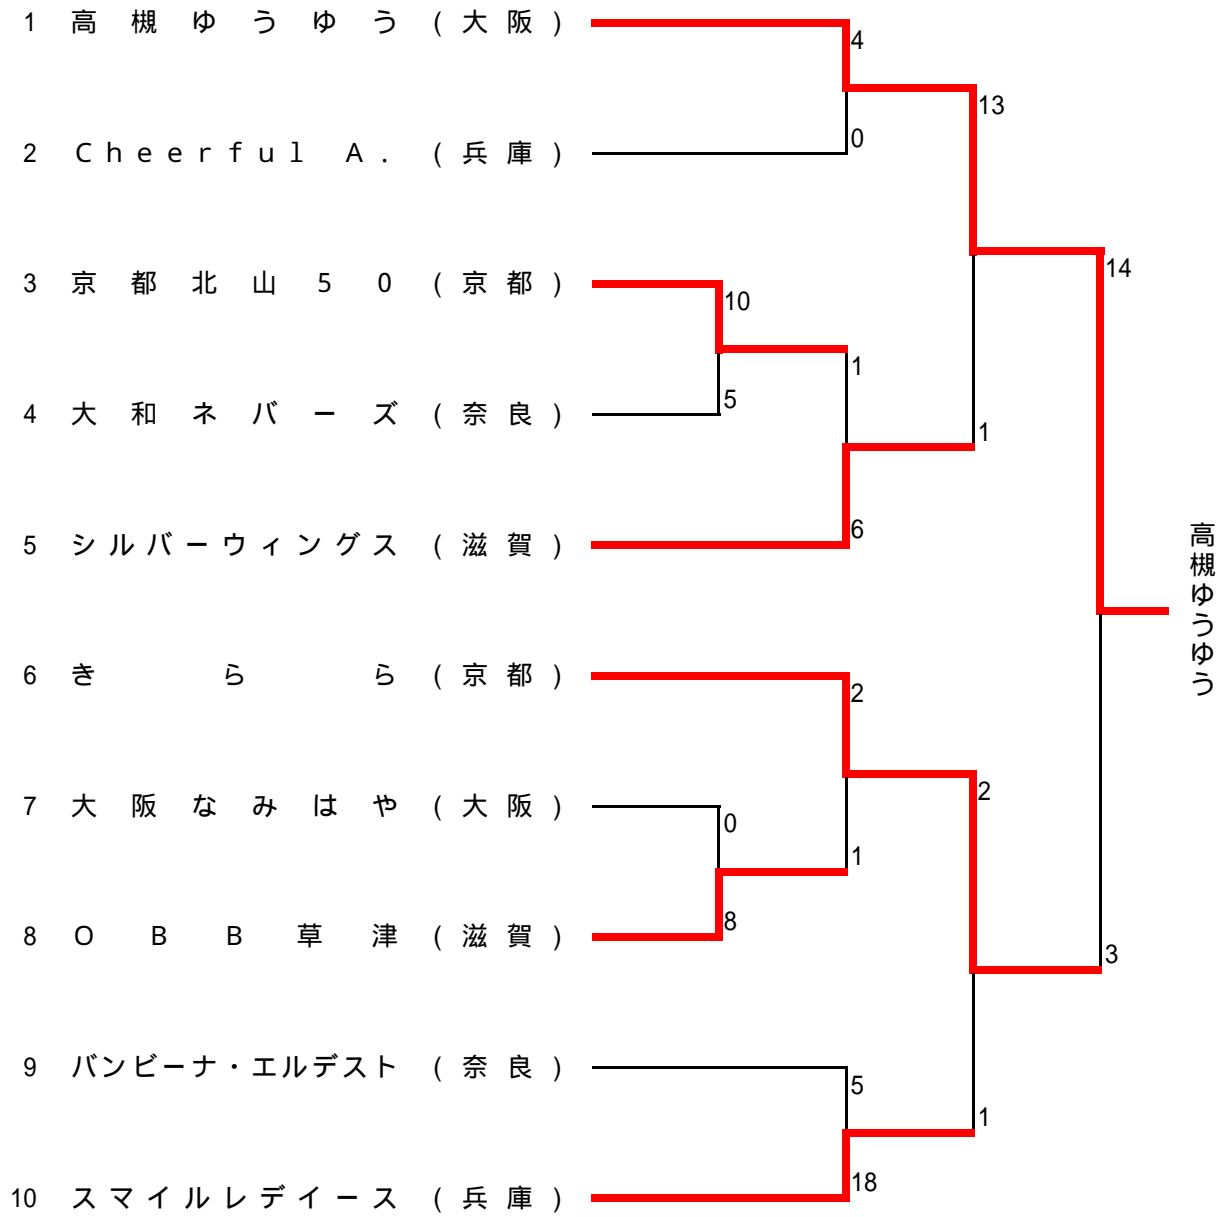 1 高槻ゆうゆう (大阪)
4
13
2 Cheerful A. (兵庫)
0
14
3 京都北山50 (京都)
10
1
4 大和ネバーズ (奈良)
5
1
5 シルバーウィングス (滋賀)
6
高槻ゆうゆう
6 きらら (京都)
2
2
7 大阪なみはや (大阪)
0
1
8 OBB草津 (滋賀)
8
3
9 バンビーナ・エルデスト (奈良)
5
1
10 スマイルレデイース (兵庫)
18